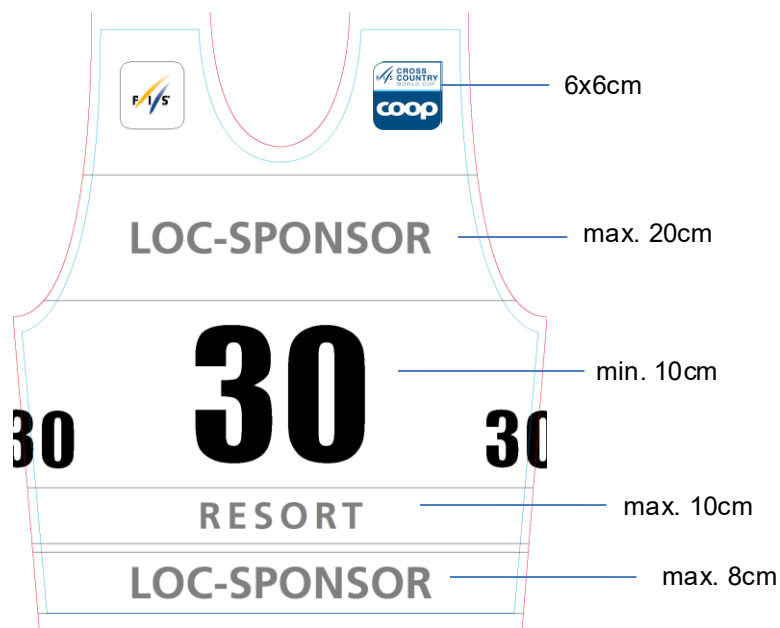 FIS
CROSS
COUNTRY
WORLD CUP
coop
6x6cm
LOC-SPONSOR
max. 20cm
30
min. 10cm
30
30
RESORT
max. 10cm
LOC-SPONSOR
max. 8cm